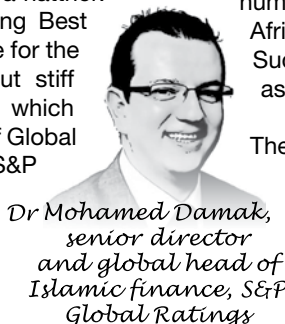 ng Best
e for the
ut stiff
which
Global
S&P
Afri
Suc
as
The
Dr Mohamed Damak,
senior director
and global head of
Islamic finance, S&P
Global Ratings